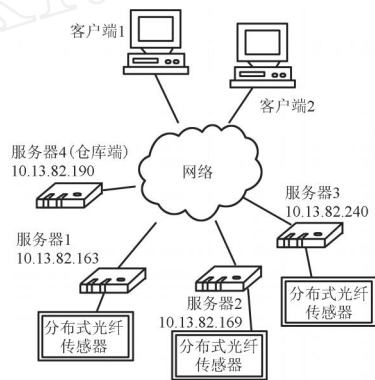 客户端1
客户端2
服务器4(仓库端)
10.13.82.190
网络
服务器3
10.13.82.240
服务器1
10.13.82.163
服务器2
10.13.82.169
分布式光纤
传感器
分布式光纤
传感器
分布式光纤
传感器